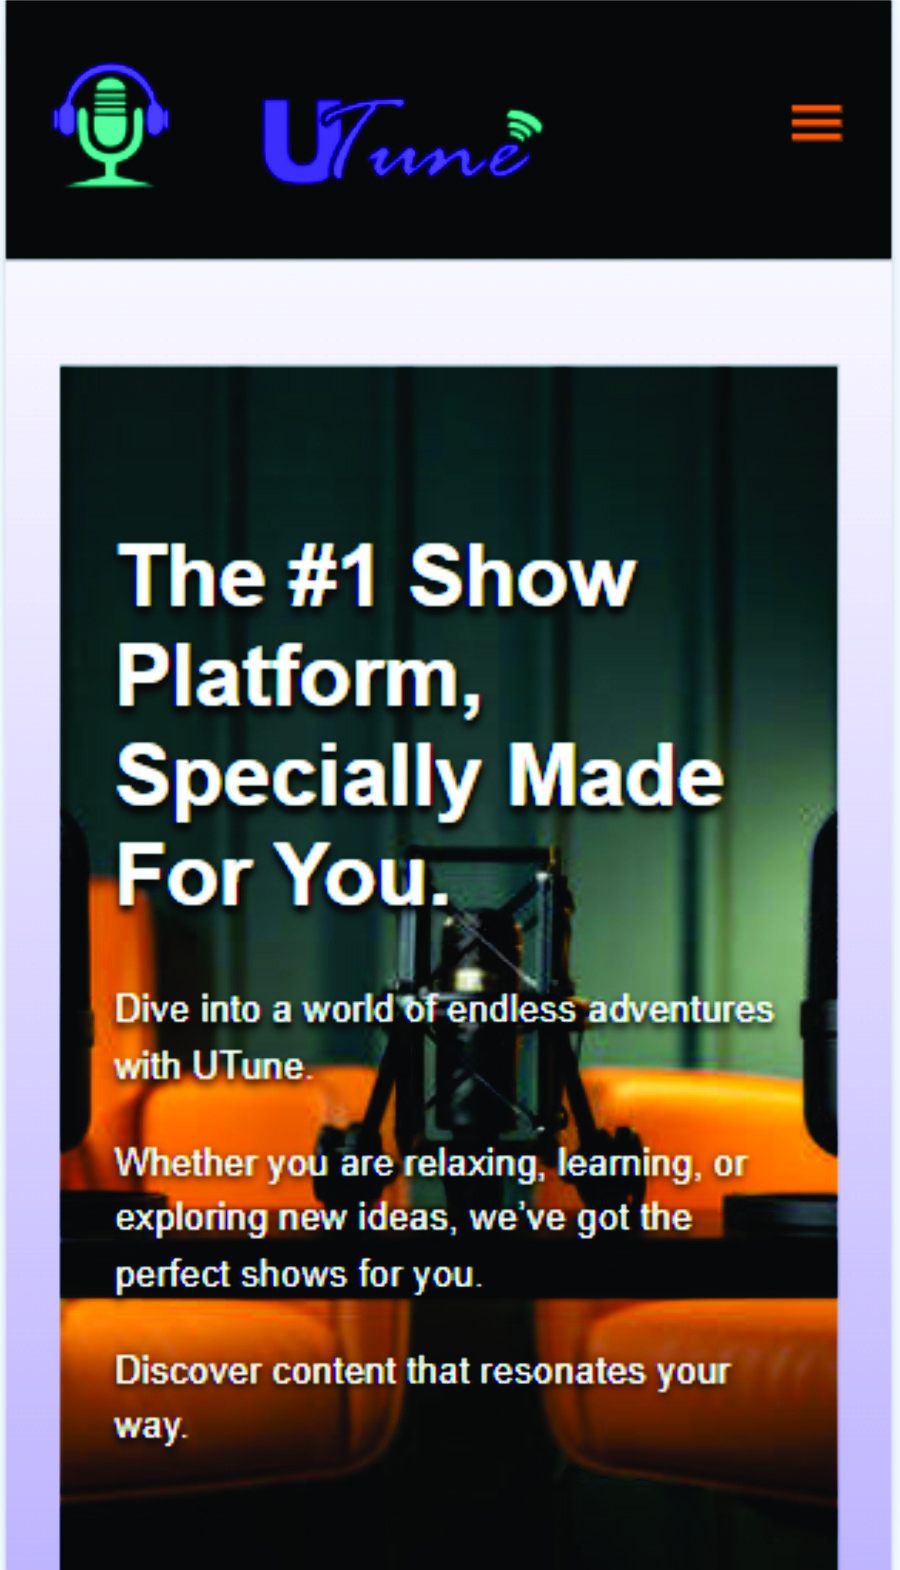 UTune
The #1 Show
Platform,
Specially Made
For You.
Dive into a world of endless adventures
with UTune.
Whether you are relaxing, learning, or
exploring new ideas, we’ve got the
perfect shows for you.
Discover content that resonates your
way.